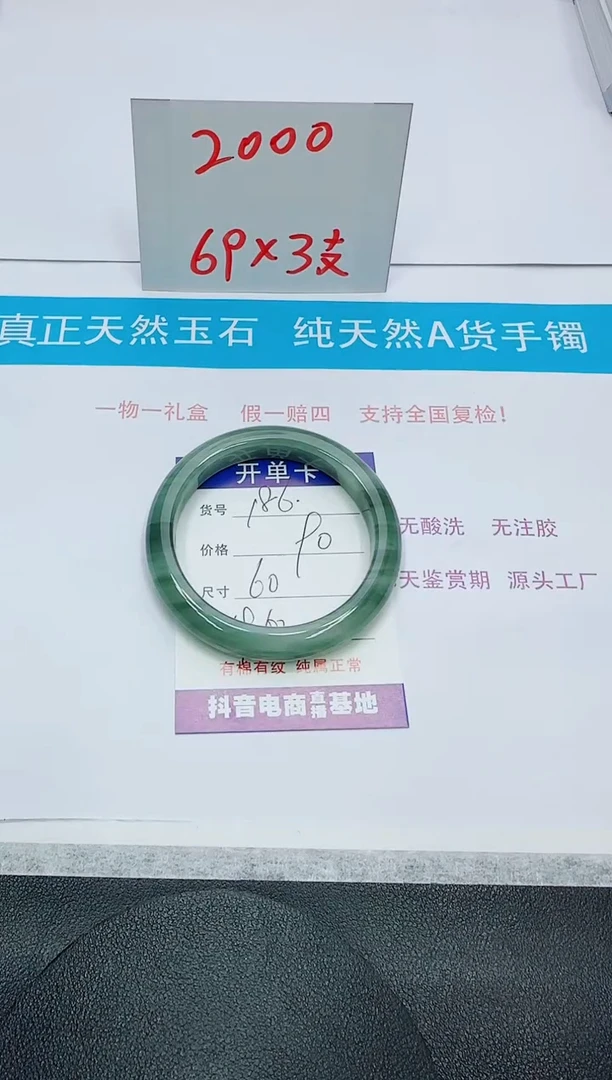 2000
69×3支
真正天然玉石 纯天然A货手镯
一物一礼盒 假一赔四 支持全国复检!
开单卡
货号 186.
无酸洗 无注胶
价格 90
天鉴赏期 源头工厂
尺寸 60
有棉有纹 纯属正常
抖音电商直播基地